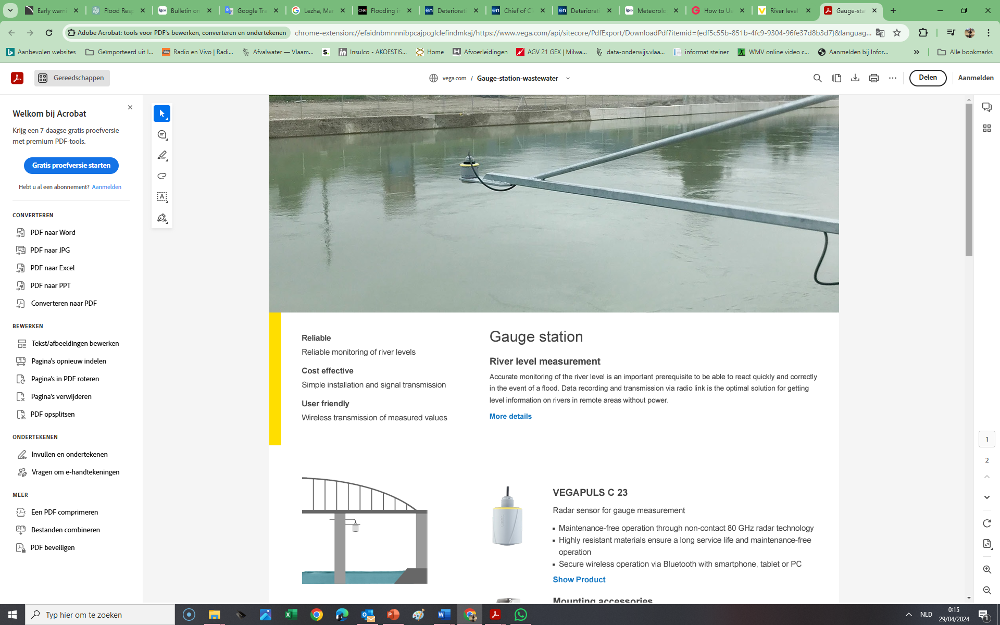 Early warni
Flood Resp
Bulletin on
Google Tra
Lezha, Ma
Flooding i
Deteriorati
Chief of Ci
Deteriorati
Meteorolo
How to Us
River level
Gauge-sta
Adobe Acrobat: tools voor PDF's bewerken, converteren en ondertekenen
chrome-extension://efaidnbmnnnibpcajpcglclefindmkaj/https://www.vega.com/api/sitecore/PdfExport/DownloadPdf?itemid={edf5c55b-851b-4fc9-9304-96fe37d8b3d7}&languag...
Aanbevolen websites
Geïmporteerd uit I...
Radio en Vivo | Radi...
Afvalwater — Vlaam...
Insulco - AKOESTIS...
Home
Afvoerleidingen
AGV 21 GEX | Milwa...
data-onderwijs.vlaa...
informat steiner
WMV online video c...
Aanmelden bij Infor...
Alle bookmarks
Gereedschappen
vega.com / Gauge-station-wastewater
Delen
Aanmelden
Welkom bij Acrobat
Krijg een 7-daagse gratis proefversie
met premium PDF-tools.
Gratis proefversie starten
Hebt u al een abonnement? Aanmelden
CONVERTEREN
PDF naar Word
PDF naar JPG
PDF naar Excel
PDF naar PPT
Converteren naar PDF
BEWERKEN
Tekst/afbeeldingen bewerken
Pagina's opnieuw indelen
Pagina's in PDF roteren
Pagina's verwijderen
PDF opsplitsen
ONDERTEKENEN
Invullen en ondertekenen
Vragen om e-handtekeningen
MEER
Een PDF comprimeren
Bestanden combineren
PDF beveiligen
Reliable
Reliable monitoring of river levels
Cost effective
Simple installation and signal transmission
User friendly
Wireless transmission of measured values
Gauge station
River level measurement
Accurate monitoring of the river level is an important prerequisite to be able to react quickly and correctly
in the event of a flood. Data recording and transmission via radio link is the optimal solution for getting
level information on rivers in remote areas without power.
More details
VEGAPULS C 23
Radar sensor for gauge measurement
Maintenance-free operation through non-contact 80 GHz radar technology
Highly resistant materials ensure a long service life and maintenance-free
operation
Secure wireless operation via Bluetooth with smartphone, tablet or PC
Show Product
Mounting accessories
1
2
Typ hier om te zoeken
NLD
0:15
29/04/2024
1